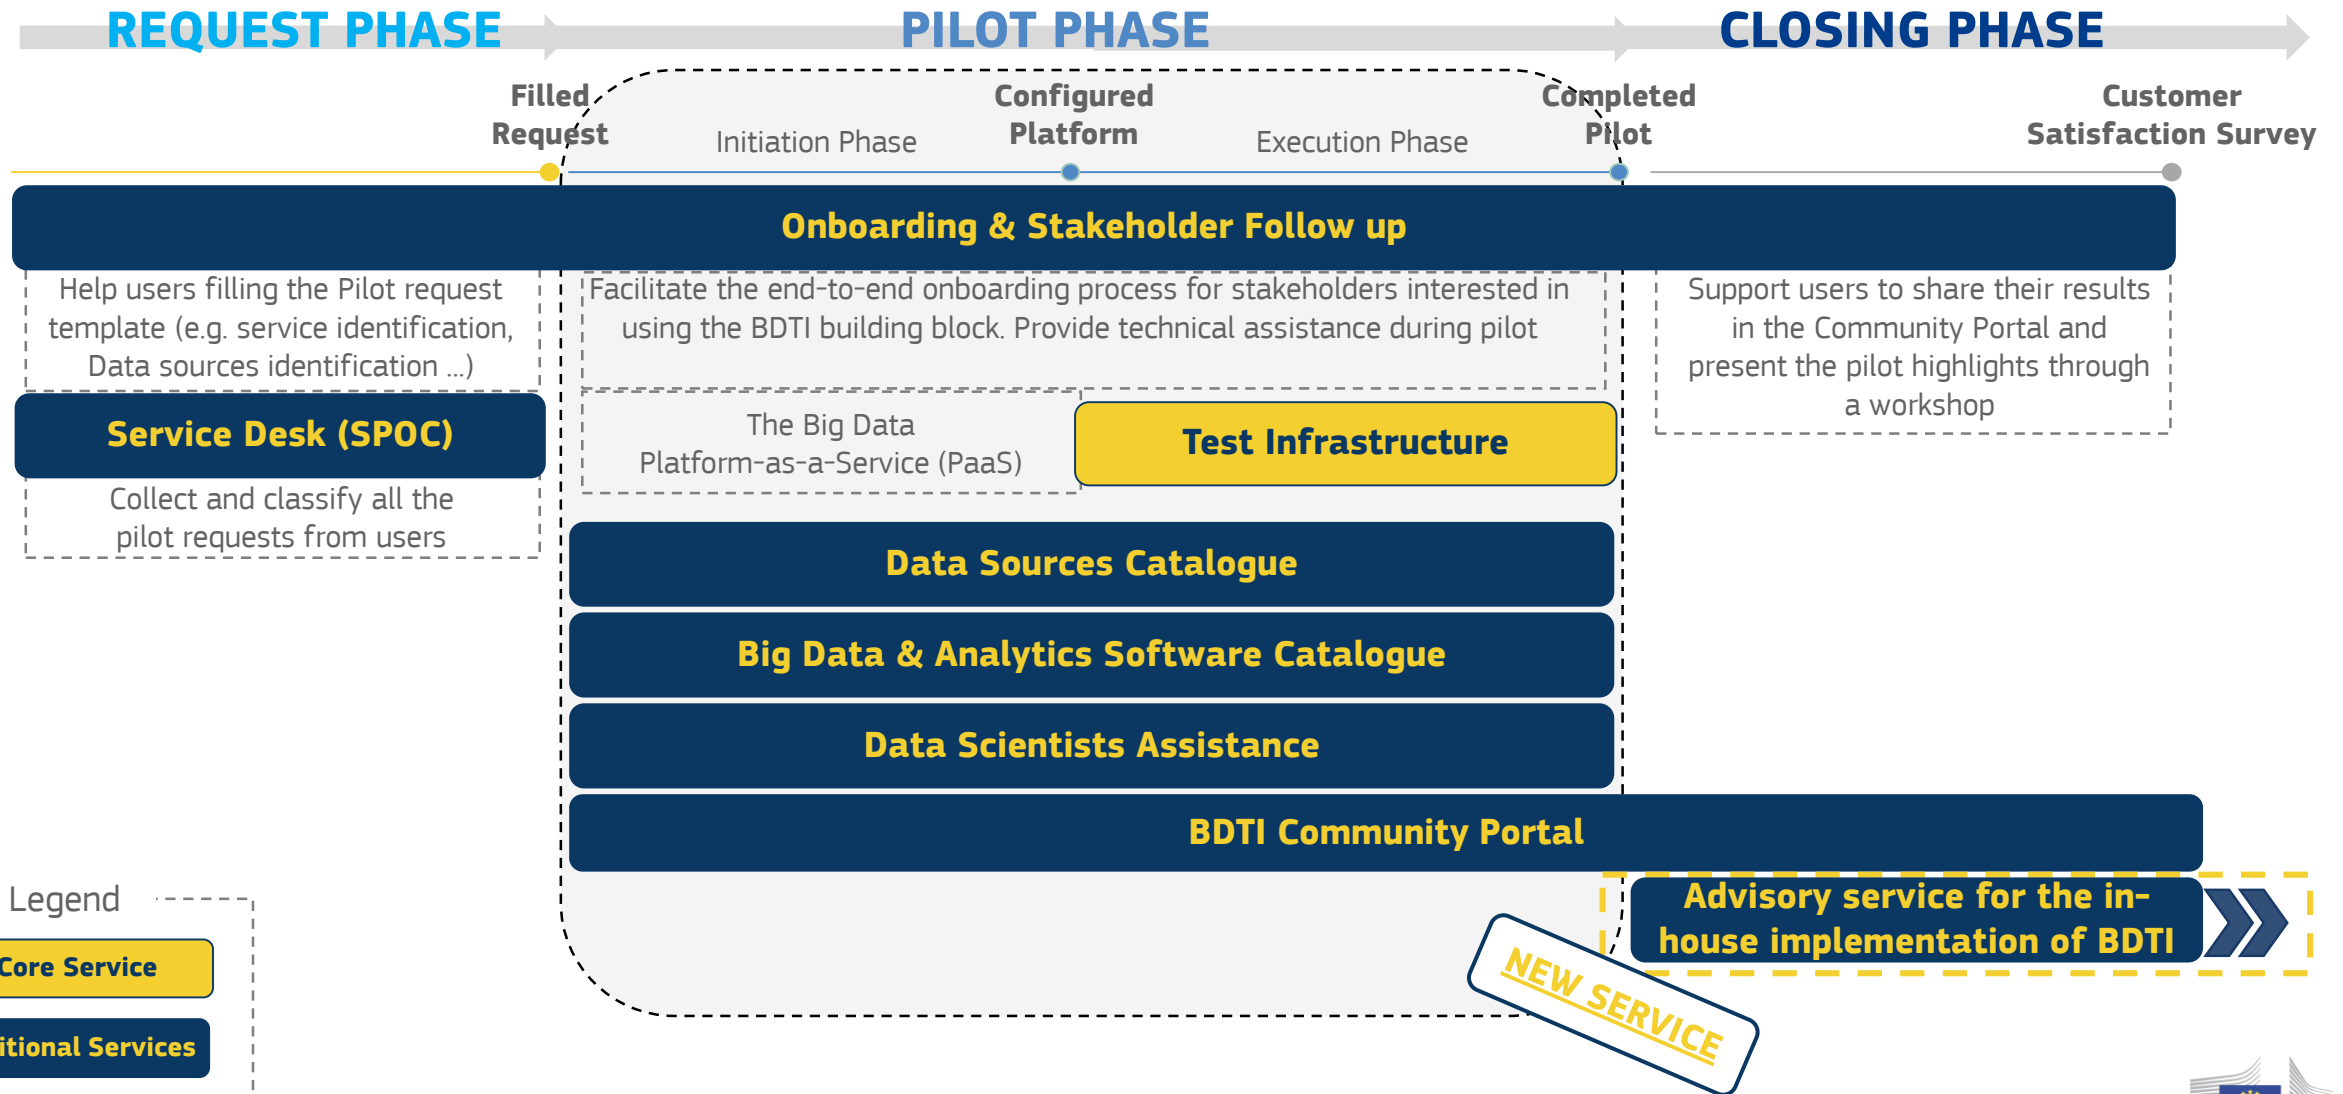 REQUEST PHASE
PILOT PHASE
CLOSING PHASE
Filled
Request
Initiation Phase
Configured
Platform
Execution Phase
Completed
Pilot
Customer
Satisfaction Survey
Onboarding & Stakeholder Follow up
Help users filling the Pilot request
template (e.g. service identification,
Data sources identification ...)
Facilitate the end-to-end onboarding process for stakeholders interested in
using the BDTI building block. Provide technical assistance during pilot
Support users to share their results
in the Community Portal and
present the pilot highlights through
a workshop
Service Desk (SPOC)
Collect and classify all the
pilot requests from users
The Big Data
Platform-as-a-Service (PaaS)
Test Infrastructure
Data Sources Catalogue
Big Data & Analytics Software Catalogue
Data Scientists Assistance
BDTI Community Portal
Advisory service for the in-
house implementation of BDTI
NEW SERVICE
Legend
Core Service
itional Services